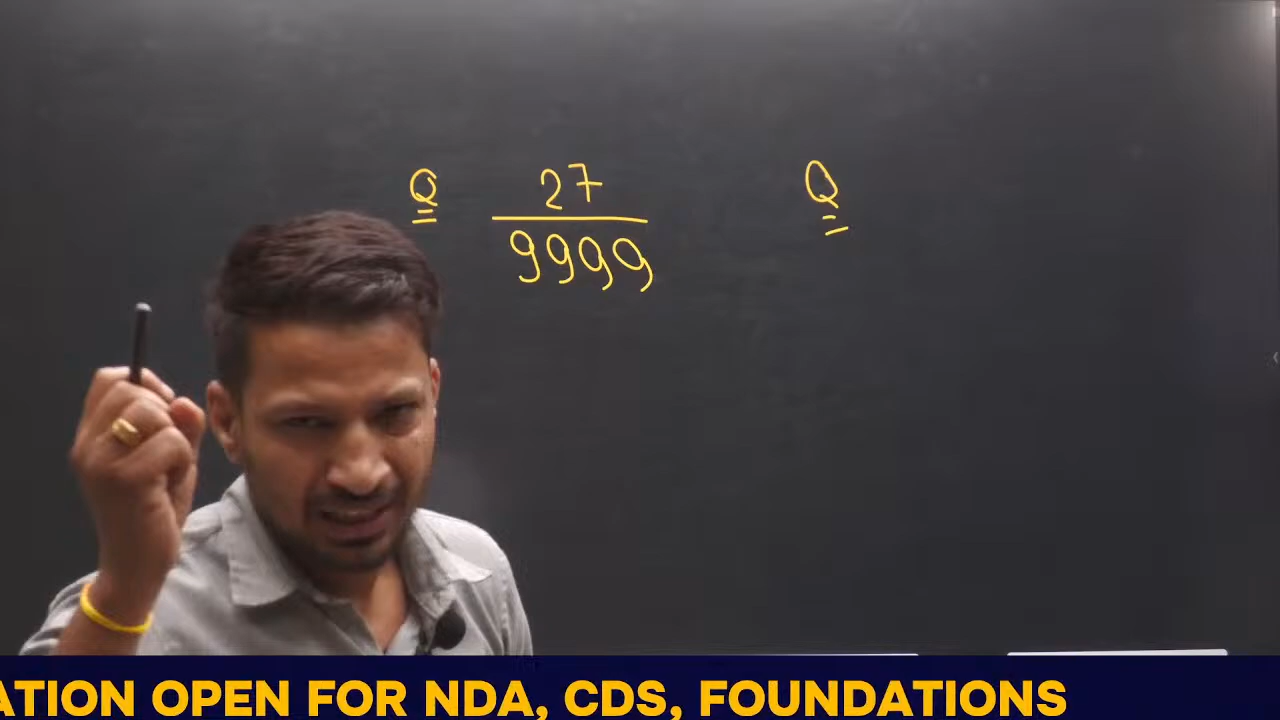 Q 27 Q
9999
ATION OPEN FOR NDA, CDS, FOUNDATIONS